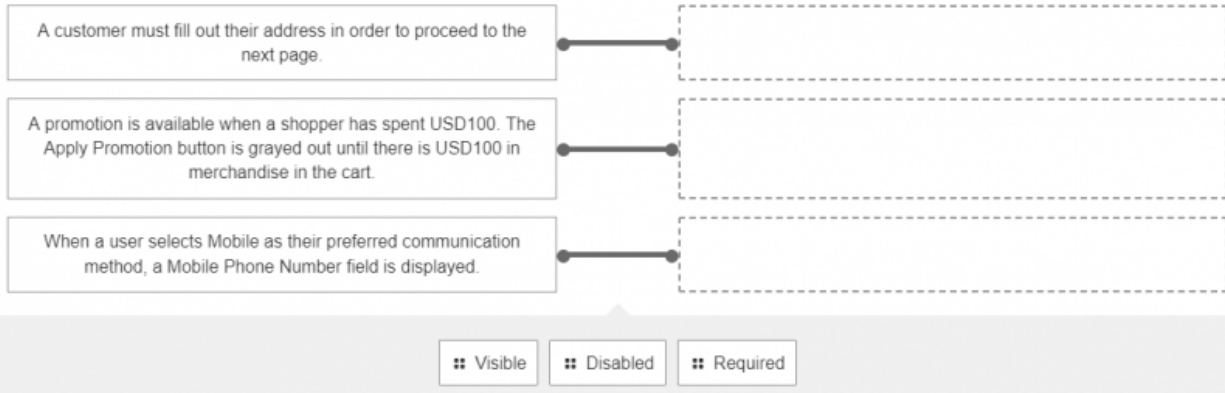 A customer must fill out their address in order to proceed to the
next page.
A promotion is available when a shopper has spent USD100. The
Apply Promotion button is grayed out until there is USD100 in
merchandise in the cart.
When a user selects Mobile as their preferred communication
method, a Mobile Phone Number field is displayed.
Visible
Disabled
Required